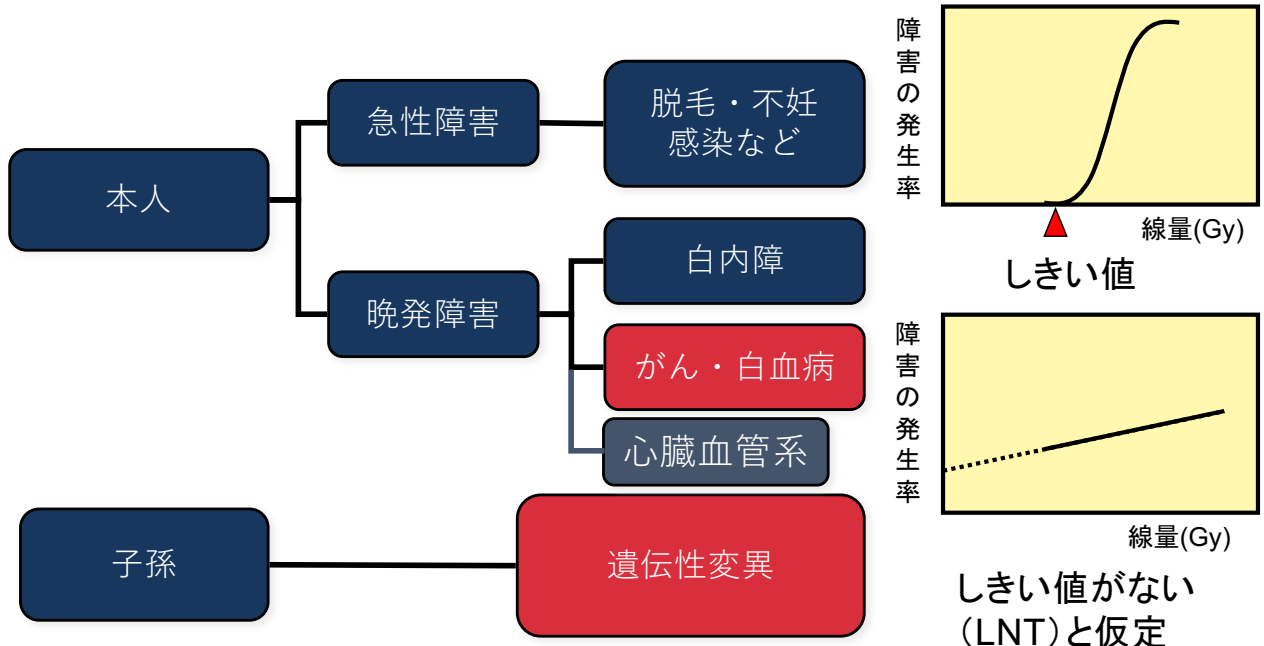 本人
急性障害
脱毛・不妊
感染など
晩発障害
白内障
がん・白血病
心臓血管系
子孫
遺伝性変異
障害の発生率
線量(Gy)
しきい値
障害の発生率
線量(Gy)
しきい値がない
(LNT)と仮定